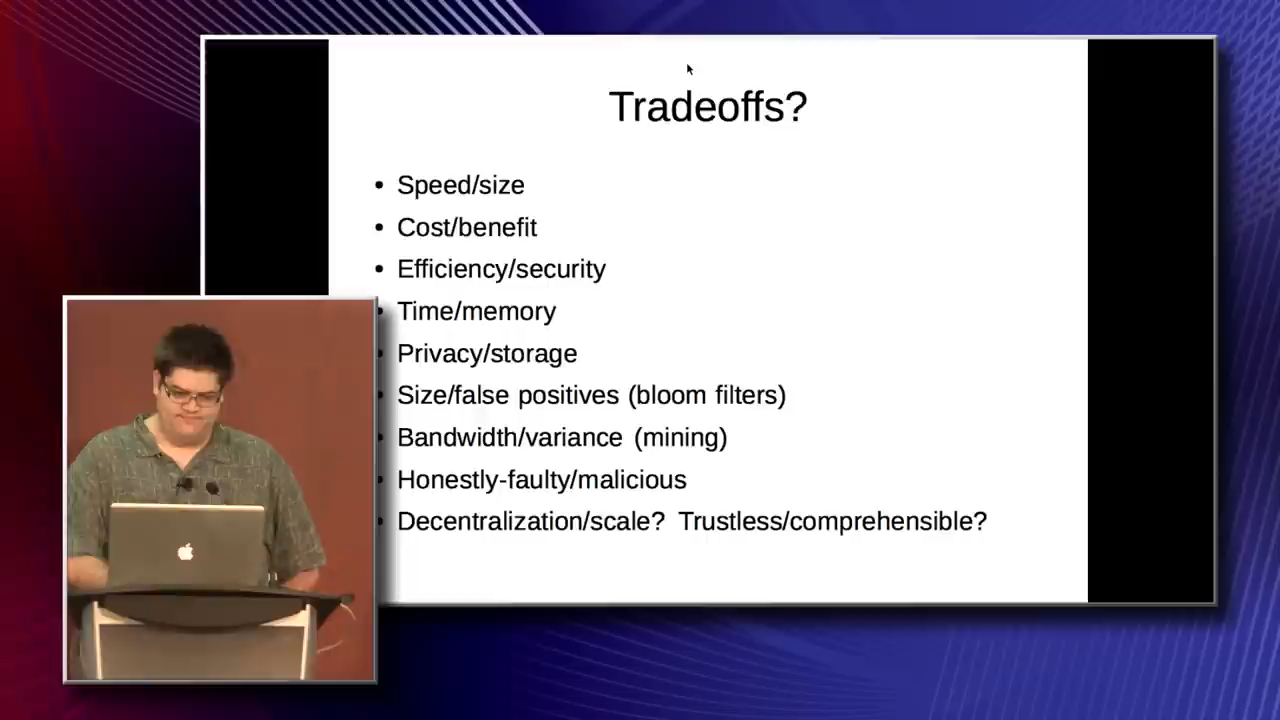 Tradeoffs?
• Speed/size
• Cost/benefit
• Efficiency/security
• Time/memory
• Privacy/storage
• Size/false positives (bloom filters)
• Bandwidth/variance (mining)
• Honestly-faulty/malicious
• Decentralization/scale? Trustless/comprehensible?